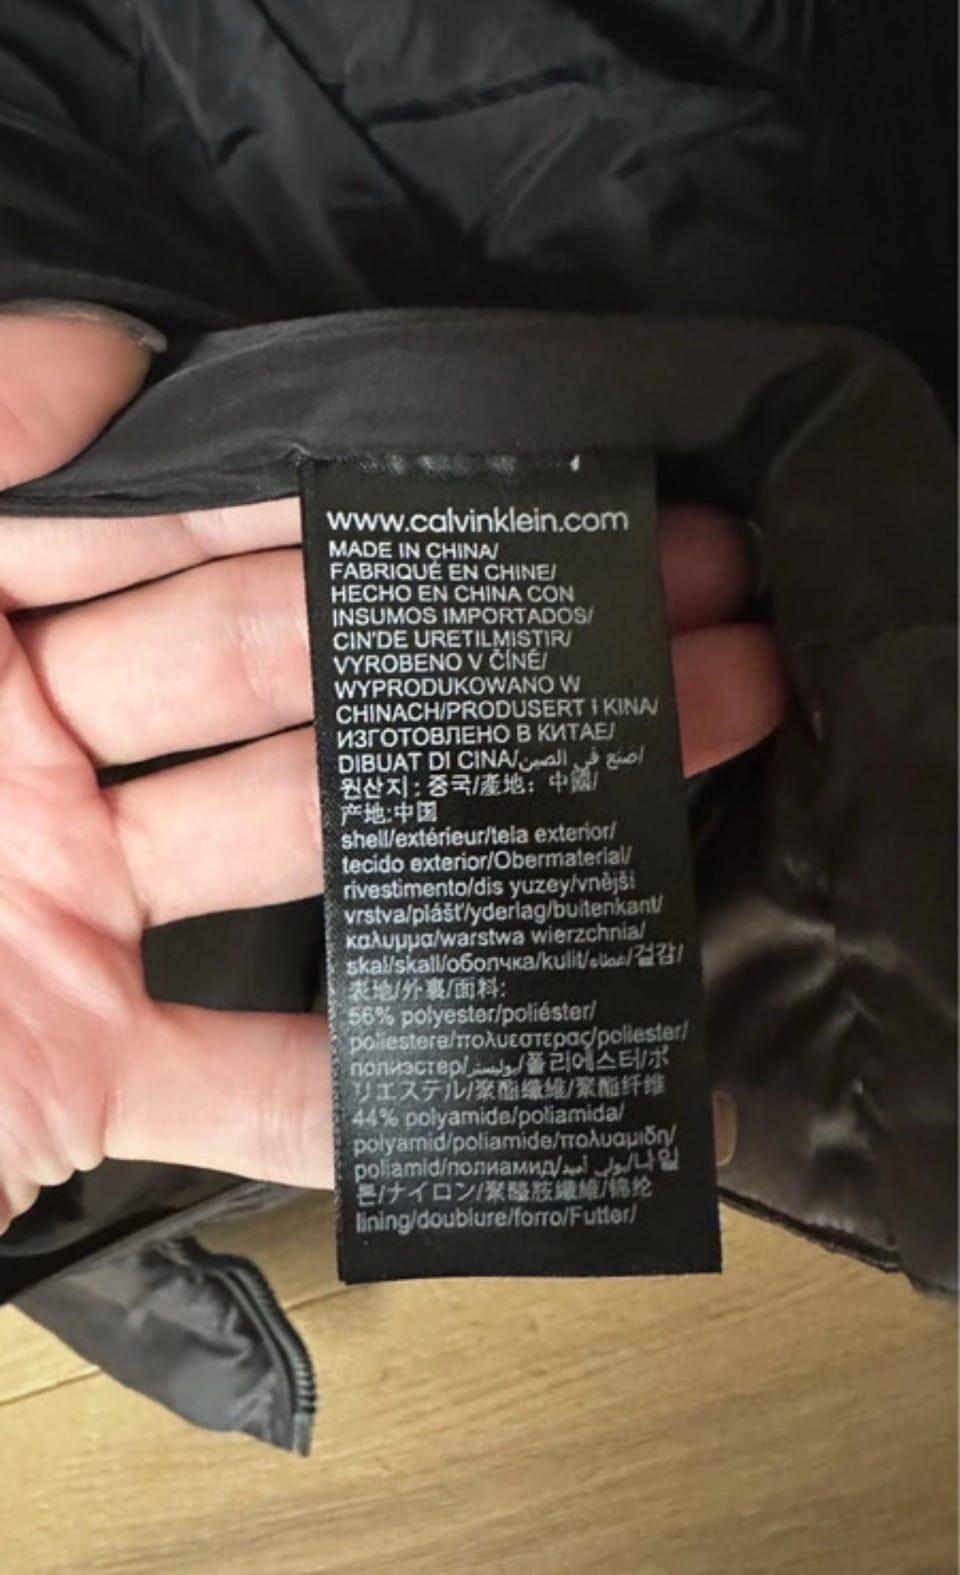 www.calvinklein.com
MADE IN CHINA/
FABRIQUÉ EN CHINE/
HECHO EN CHINA CON
INSUMOS IMPORTADOS/
CIN'DE URETILMiSTIR/
VYROBENO V ČÍNÉ/
WYPRODUKOWANO W
CHINACH/PRODUSERT I KINA/
ИЗГОТОВЛЕНО В КИТАЕ/
DIBUAT DI CINA/صنع في الصين/
원산지: 중국/產地: 中國/
产地:中国
shell/extérieur/tela exterior/
tecido exterior/Obermaterial/
rivestimento/dis yuzey/vnější
vrstva/plášť/yderlag/buitenkant/
καλυμμα/warstwa wierzchnia/
skal/skall/оболчка/kulit/غطاء/겉감/
表地/外裏/面料:
56% polyester/poliéster/
poliestere/πολυεστερας/poliester/
полиэстер/بوليستر/폴리에스터/ポ
リエステル/聚酯纖維/聚酯纤维
44% polyamide/poliamida/
polyamid/poliamide/πολυαμιδη/
poliamid/полиамид/بولي أميد/나일
론/ナイロン/聚醯胺纖維/锦纶
lining/doublure/forro/Futter/